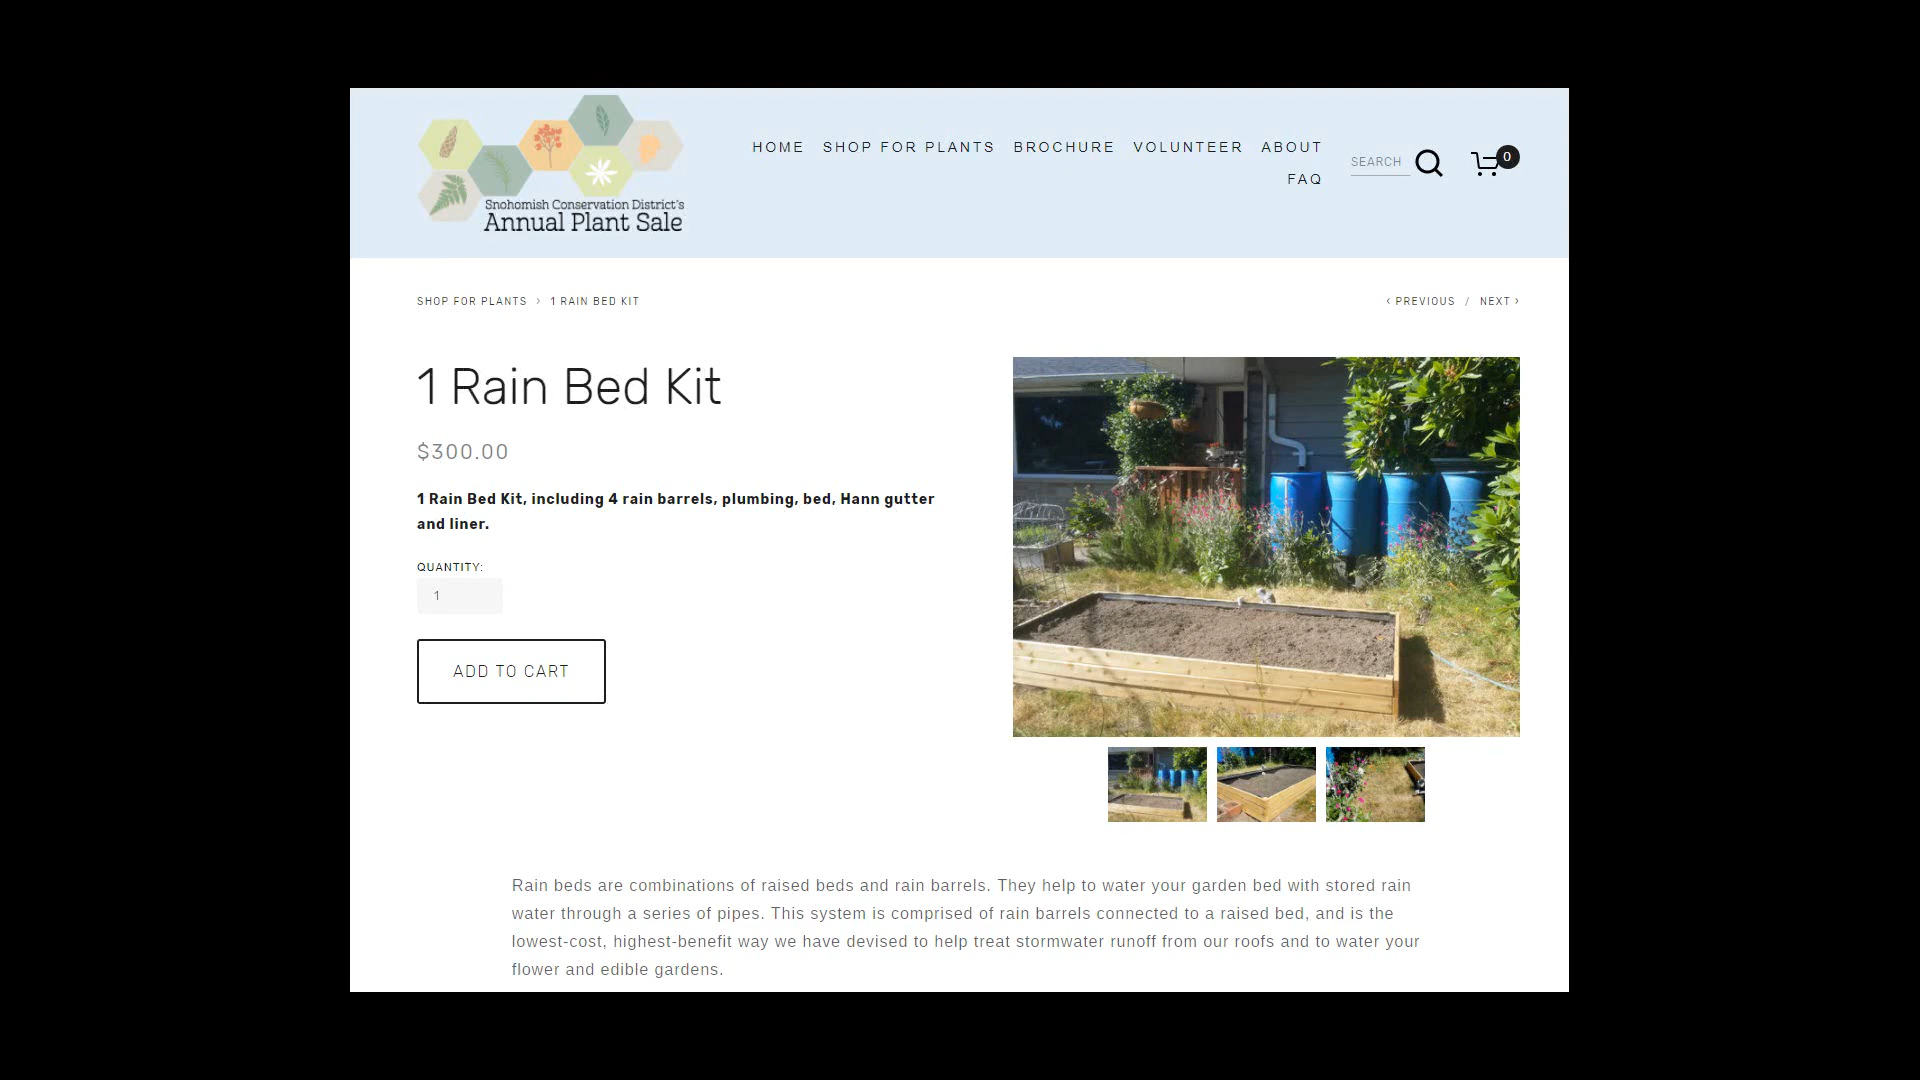 Snohomish Conservation District's
Annual Plant Sale
HOME SHOP FOR PLANTS BROCHURE VOLUNTEER ABOUT
FAQ
SEARCH
0
SHOP FOR PLANTS › 1 RAIN BED KIT
‹ PREVIOUS / NEXT ›
1 Rain Bed Kit
$300.00
1 Rain Bed Kit, including 4 rain barrels, plumbing, bed, Hann gutter
and liner.
QUANTITY:
1
ADD TO CART
Rain beds are combinations of raised beds and rain barrels. They help to water your garden bed with stored rain
water through a series of pipes. This system is comprised of rain barrels connected to a raised bed, and is the
lowest-cost, highest-benefit way we have devised to help treat stormwater runoff from our roofs and to water your
flower and edible gardens.